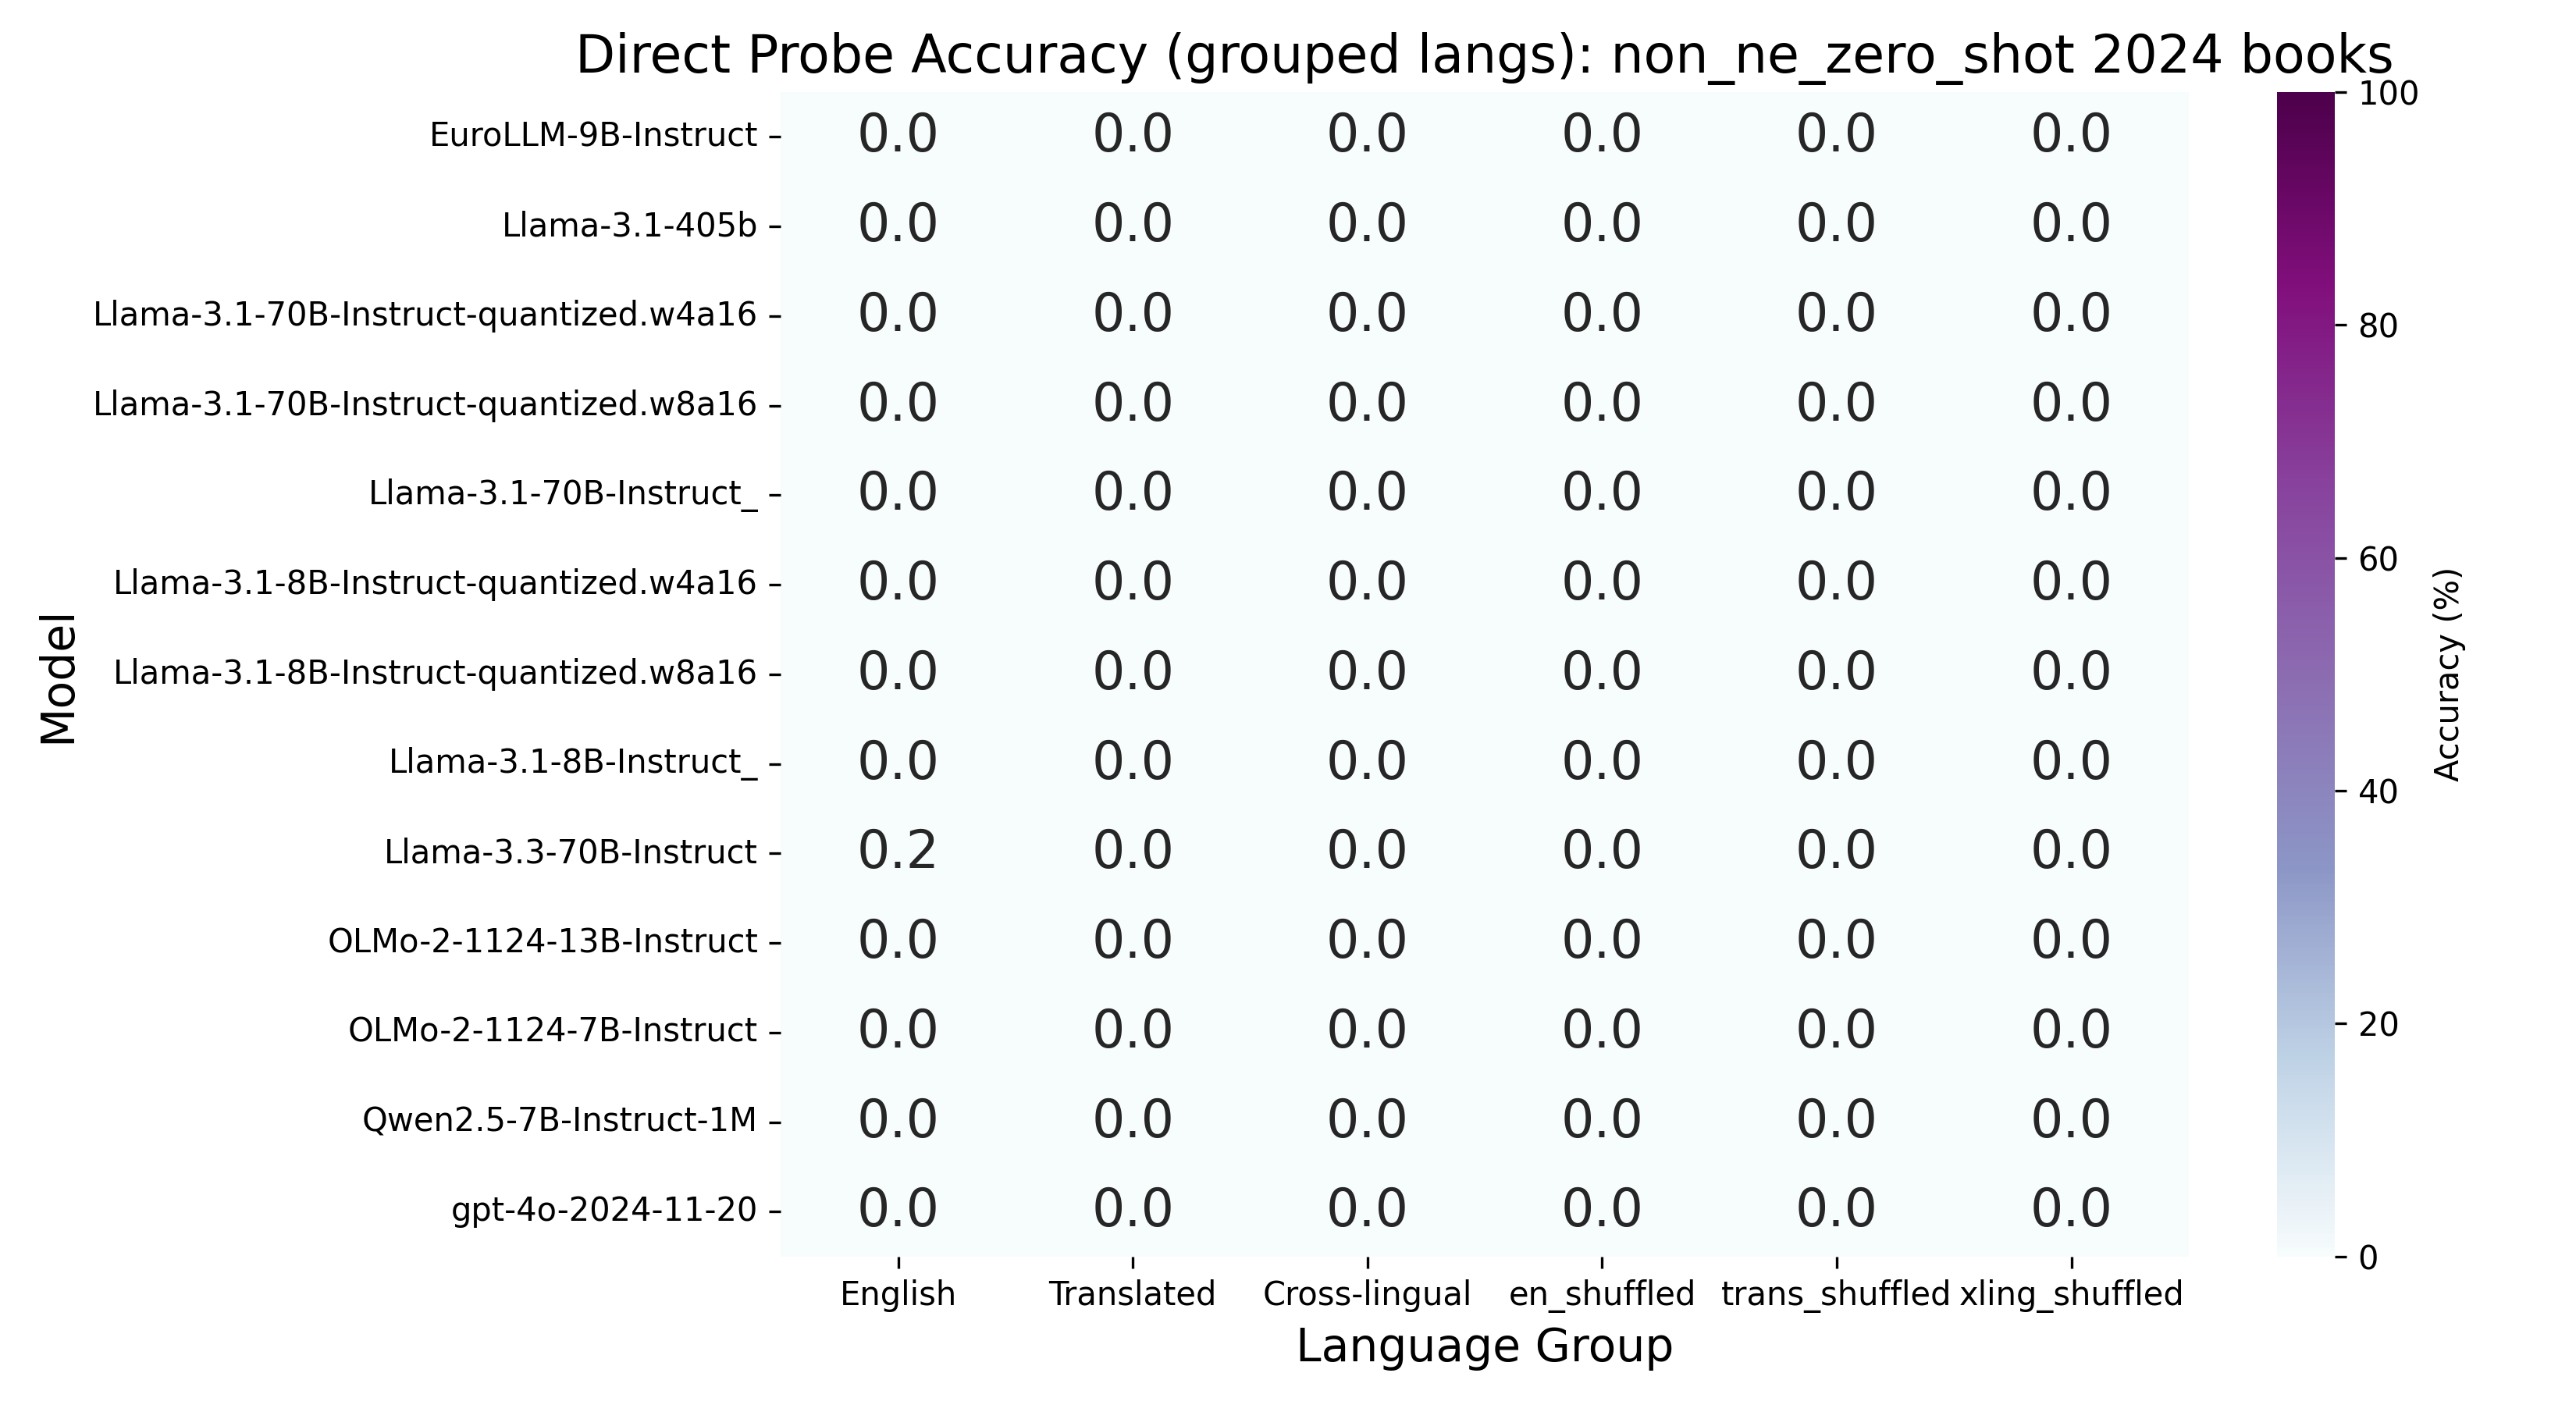 Direct Probe Accuracy (grouped langs): non_ne_zero_shot 2024 books
Model
EuroLLM-9B-Instruct 0.0 0.0 0.0 0.0 0.0 0.0
Llama-3.1-405b 0.0 0.0 0.0 0.0 0.0 0.0
Llama-3.1-70B-Instruct-quantized.w4a16 0.0 0.0 0.0 0.0 0.0 0.0
Llama-3.1-70B-Instruct-quantized.w8a16 0.0 0.0 0.0 0.0 0.0 0.0
Llama-3.1-70B-Instruct_ 0.0 0.0 0.0 0.0 0.0 0.0
Llama-3.1-8B-Instruct-quantized.w4a16 0.0 0.0 0.0 0.0 0.0 0.0
Llama-3.1-8B-Instruct-quantized.w8a16 0.0 0.0 0.0 0.0 0.0 0.0
Llama-3.1-8B-Instruct_ 0.0 0.0 0.0 0.0 0.0 0.0
Llama-3.3-70B-Instruct 0.2 0.0 0.0 0.0 0.0 0.0
OLMo-2-1124-13B-Instruct 0.0 0.0 0.0 0.0 0.0 0.0
OLMo-2-1124-7B-Instruct 0.0 0.0 0.0 0.0 0.0 0.0
Qwen2.5-7B-Instruct-1M 0.0 0.0 0.0 0.0 0.0 0.0
gpt-4o-2024-11-20 0.0 0.0 0.0 0.0 0.0 0.0
English Translated Cross-lingual en_shuffled trans_shuffled xling_shuffled
Language Group
100
80
60
40
20
0
Accuracy (%)